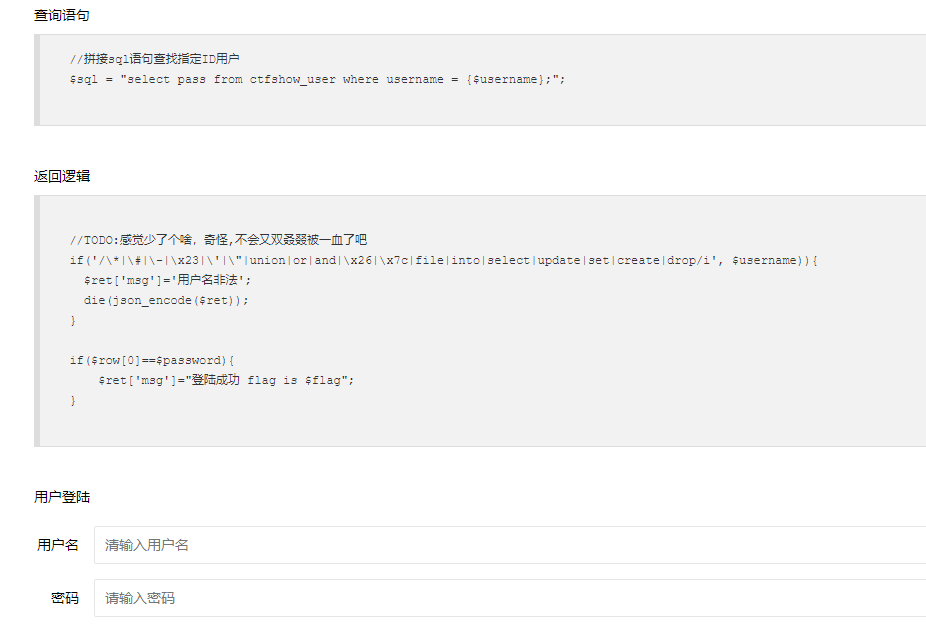 查询语句
//拼接sql语句查找指定ID用户
$sql = "select pass from ctfshow_user where username = {$username};";
返回逻辑
//TODO:感觉少了个啥，奇怪,不会又双叒叕被一血了吧
if('/\*|\#|\-|\x23|\'|\"|union|or|and|\x26|\x7c|file|into|select|update|set|create|drop/i', $username)){
$ret['msg']='用户名非法';
die(json_encode($ret));
}
if($row[0]==$password){
$ret['msg']="登陆成功 flag is $flag";
}
用户登陆
用户名 请输入用户名
密码 请输入密码